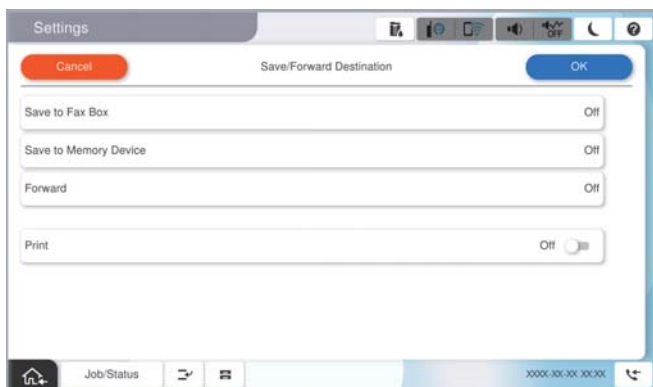 Settings
OFF
Cancel
Save/Forward Destination
OK
Save to Fax Box
Off
Save to Memory Device
Off
Forward
Off
Print
Off
Job/Status
XXXX-XX-XX XX:XX